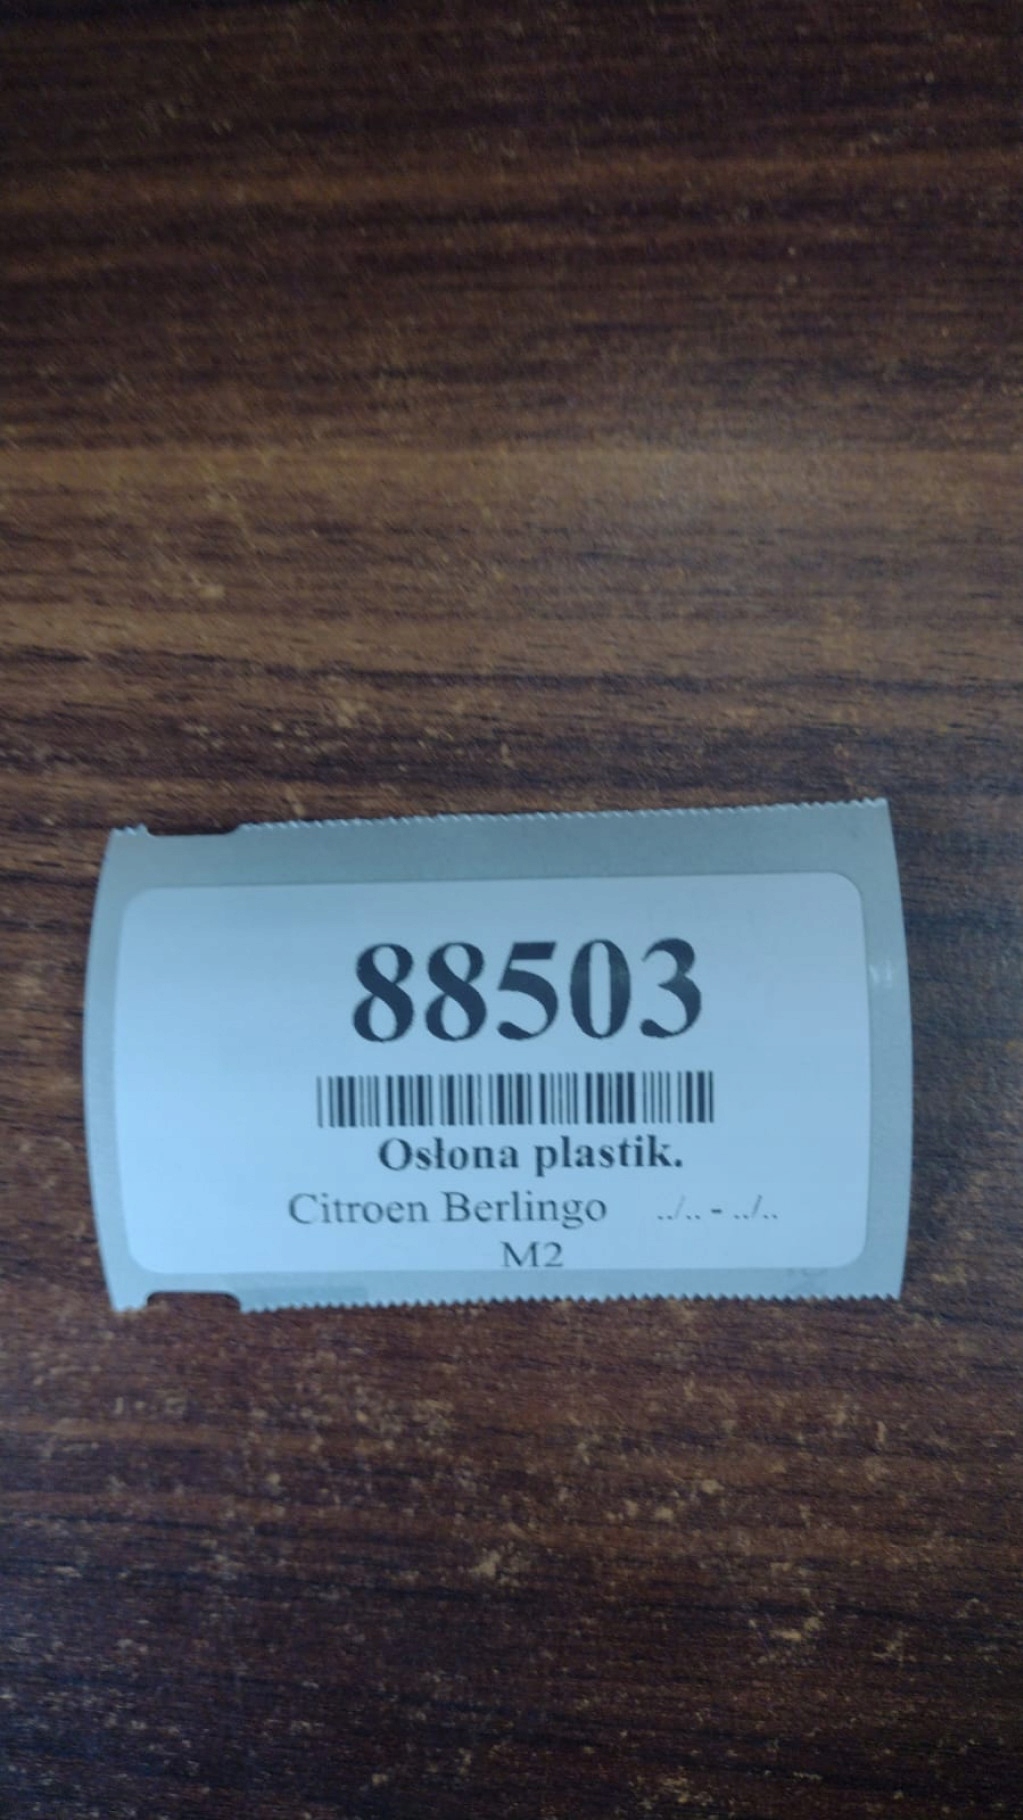 88503
Osłona plastik.
Citroen Berlingo ../.. - ../..
M2